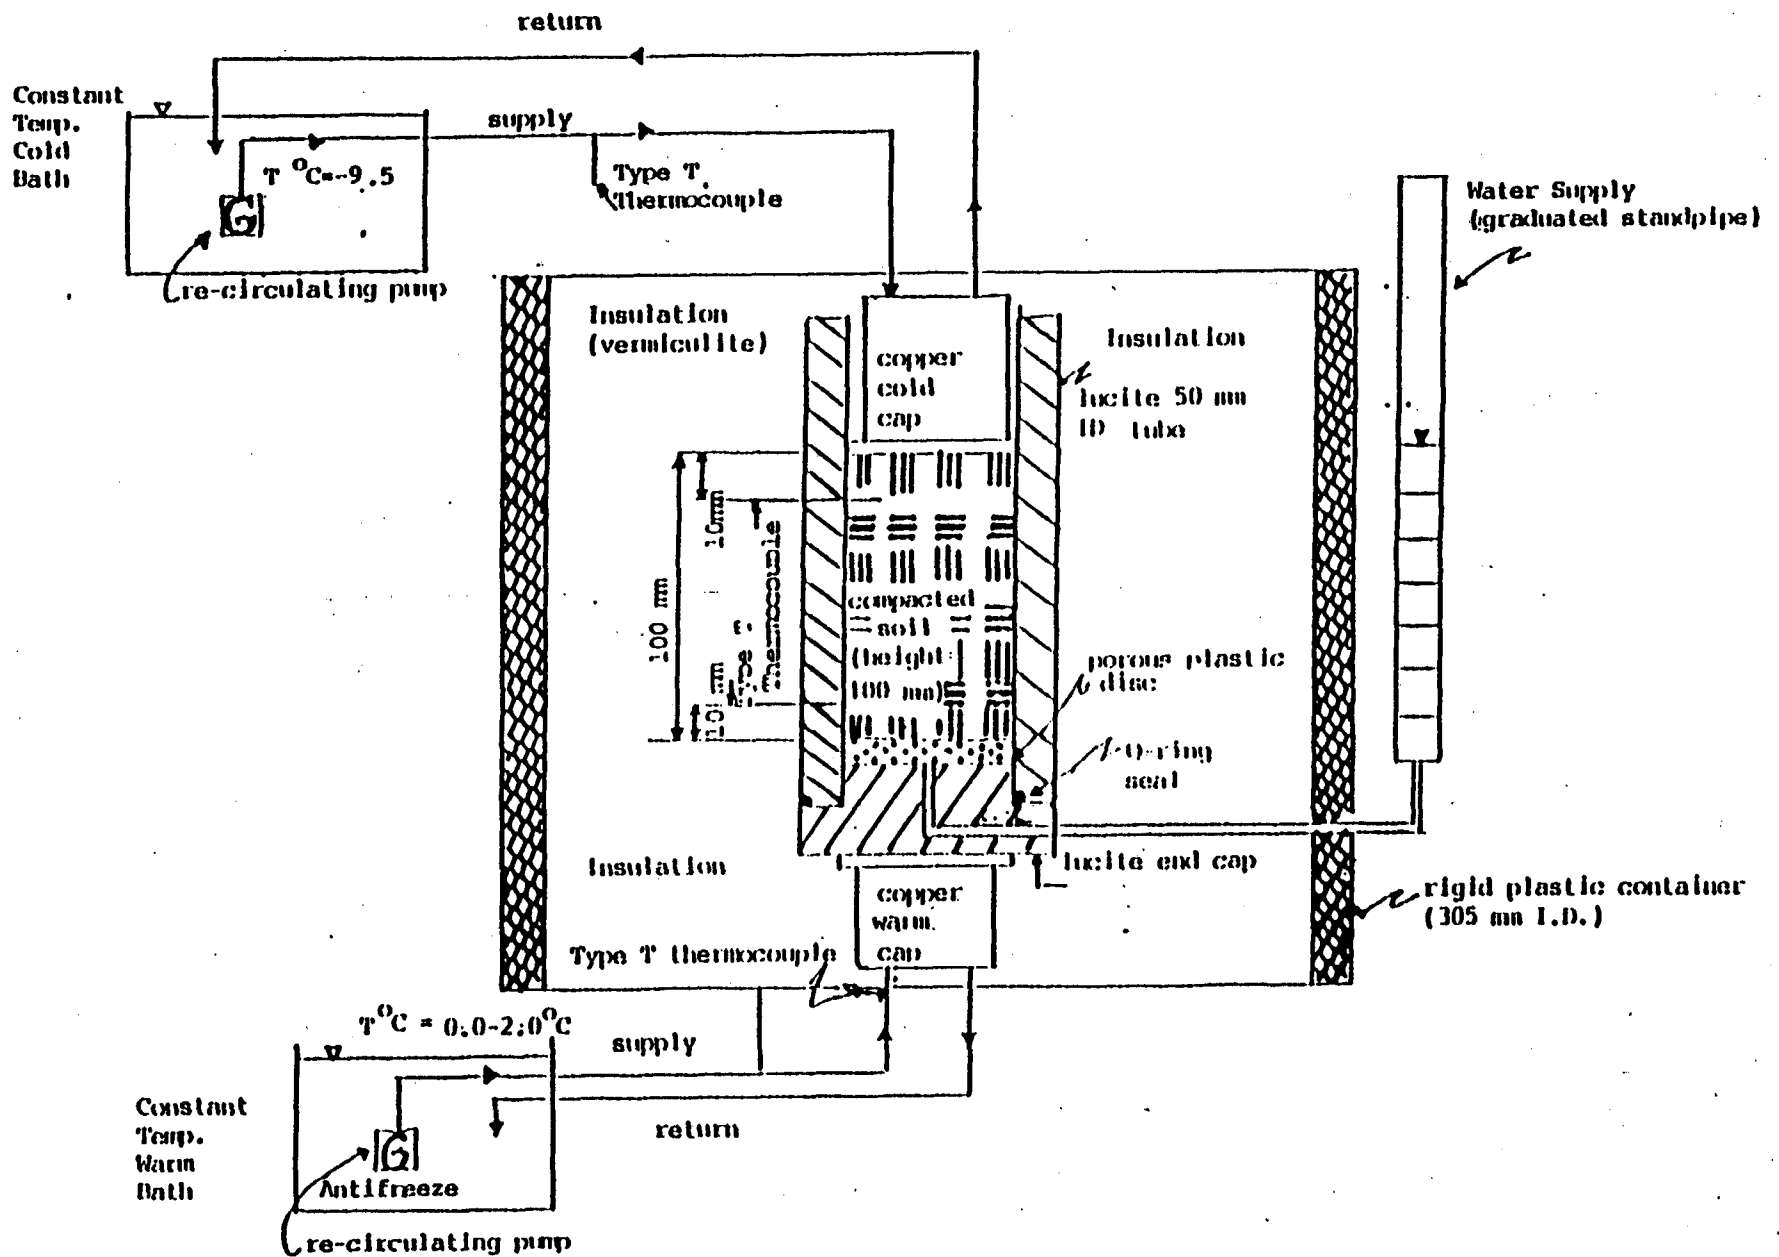 return
Constant
Temp.
Cold
Bath
supply
T °C=-9.5
Type T
Thermocouple
re-circulating pump
Water Supply
(graduated standpipe)
Insulation
(vermiculite)
copper
cold
cap
Insulation
lucite 50 mm
ID tube
10mm
Thermocouple
100 mm
compacted
soil
(height
100 mm)
porous plastic
disc
O-ring
seal
Insulation
lucite end cap
copper
warm
cap
rigid plastic container
(305 mm I.D.)
Type T thermocouple
T°C = 0.0-2.0°C
supply
Constant
Temp.
Warm
Bath
return
Antifreeze
re-circulating pump